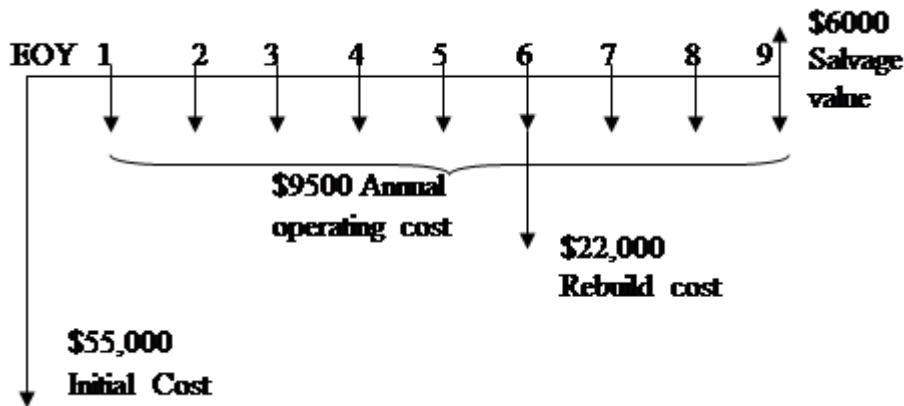 $6000
Salvage
value
EOY 1 2 3 4 5 6 7 8 9
$9500 Annual
operating cost
$22,000
Rebuild cost
$55,000
Initial Cost